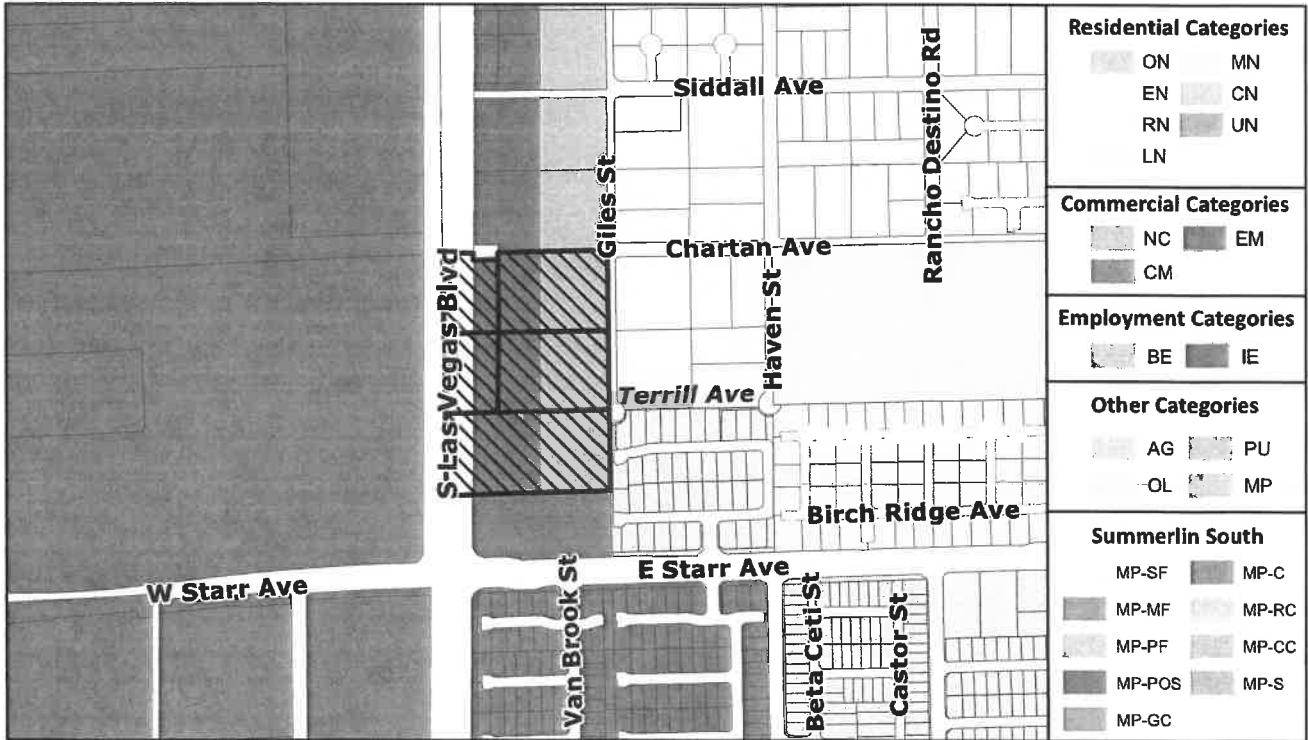 Siddall Ave
Rancho Destino Rd
Giles St
Chartan Ave
S Las Vegas Blvd
Haven St
Terrill Ave
Birch Ridge Ave
E Starr Ave
W Starr Ave
Van Brook St
Beta Ceti St
Castor St
Residential Categories
ON MN
EN CN
RN UN
LN
Commercial Categories
NC EM
CM
Employment Categories
BE IE
Other Categories
AG PU
OL MP
Summerlin South
MP-SF MP-C
MP-MF MP-RC
MP-PF MP-CC
MP-POS MP-S
MP-GC